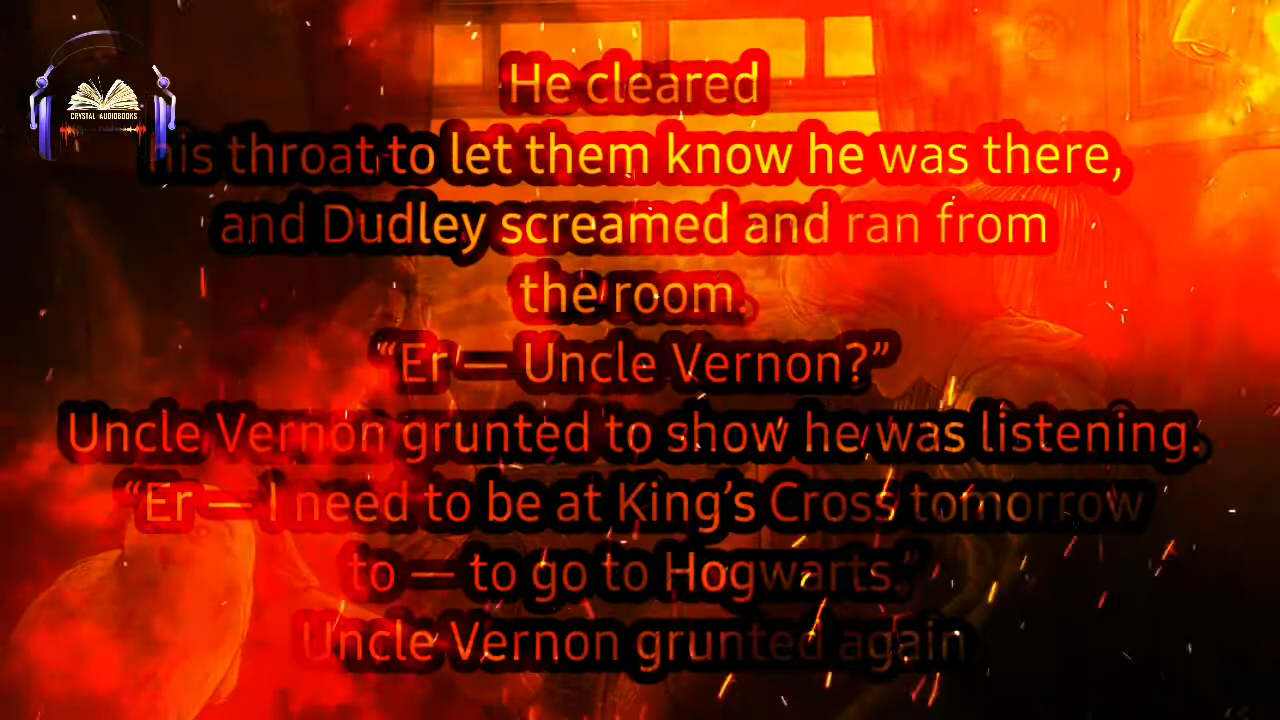 CRYSTAL AUDIOBOOKS
He cleared
his throat to let them know he was there,
and Dudley screamed and ran from
the room.
“Er — Uncle Vernon?”
Uncle Vernon grunted to show he was listening.
“Er — I need to be at King’s Cross tomorrow
to — to go to Hogwarts.”
Uncle Vernon grunted again